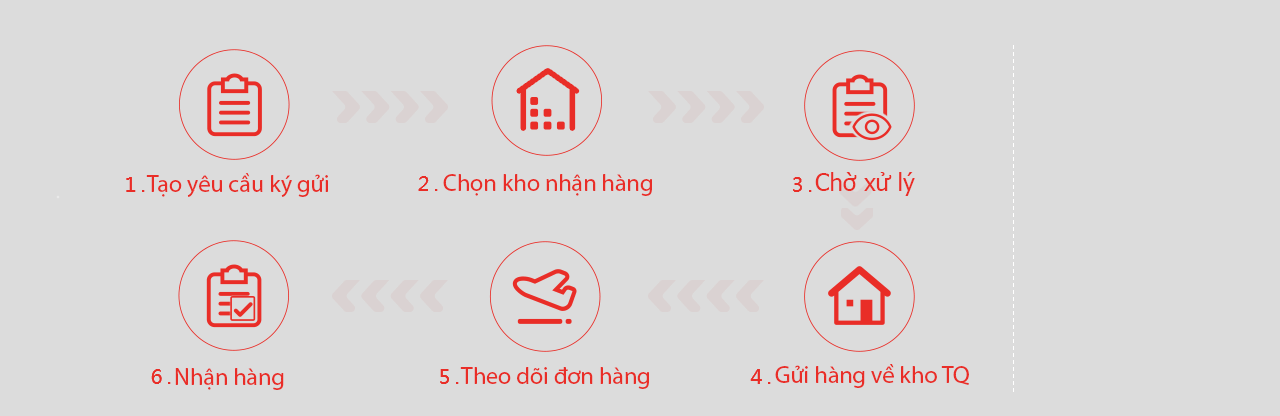 1 .Tạo yêu cầu ký gửi
2 . Chọn kho nhận hàng
3 . Chờ xử lý
4 . Gửi hàng về kho TQ
5 .Theo dõi đơn hàng
6 . Nhận hàng